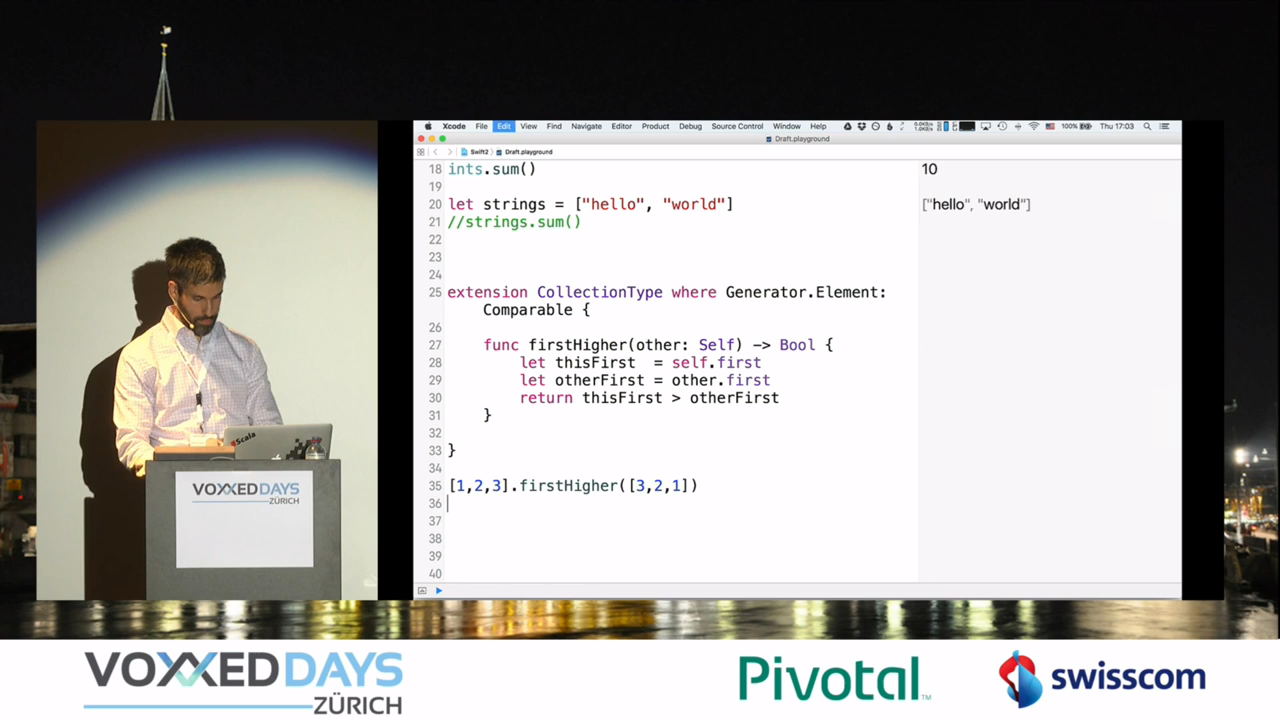 Xcode File Edit View Find Navigate Editor Product Debug Source Control Window Help 100% Thu 17:03
Draft.playground
Swift2 Draft.playground
18 ints.sum() 10
19
20 let strings = ["hello", "world"] ["hello", "world"]
21 //strings.sum()
22
23
24
25 extension CollectionType where Generator.Element:
Comparable {
26
27 func firstHigher(other: Self) -> Bool {
28 let thisFirst  = self.first
29 let otherFirst = other.first
30 return thisFirst > otherFirst
31 }
32
33 }
34
35 [1,2,3].firstHigher([3,2,1])
36
37
38
39
40
Scala
VOXXED DAYS
ZÜRICH
VOXXED DAYS
ZÜRICH
Pivotal™
swisscom